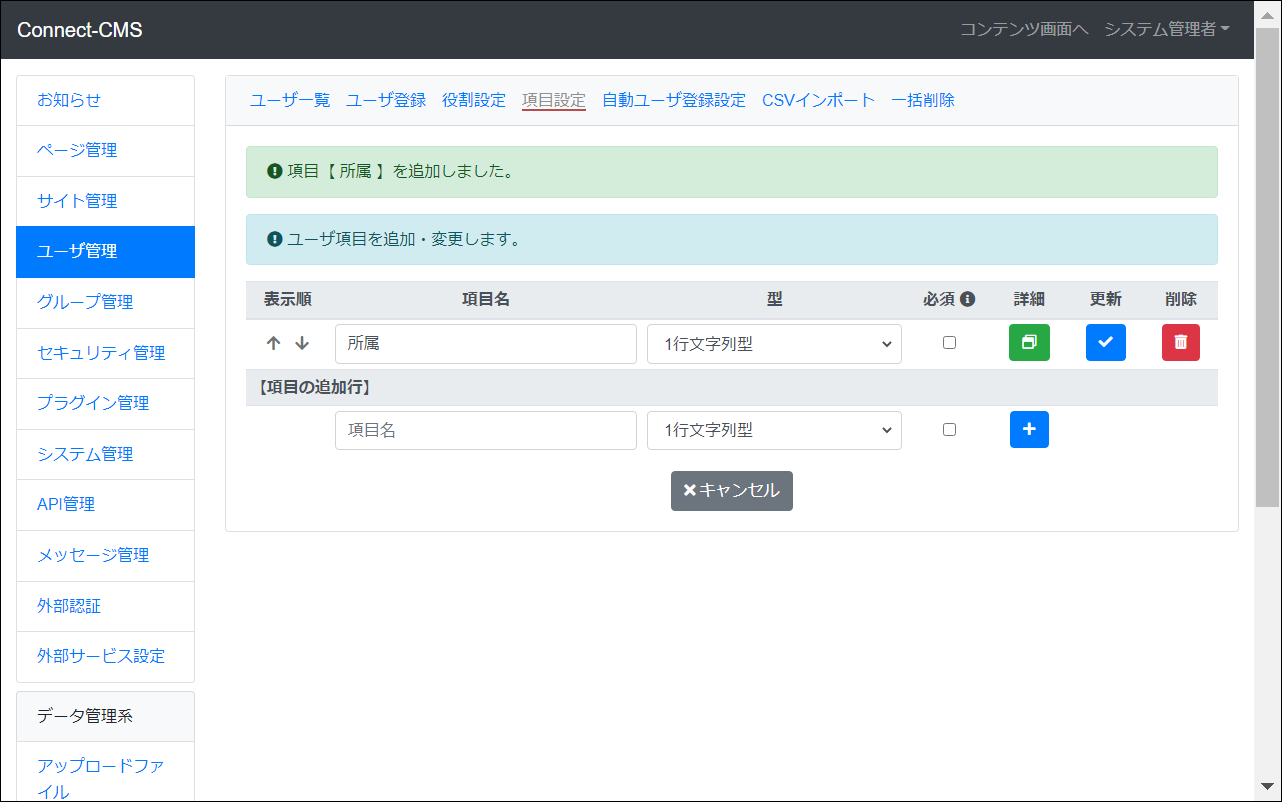 Connect-CMS
コンテンツ画面へ システム管理者
お知らせ
ページ管理
サイト管理
ユーザ管理
グループ管理
セキュリティ管理
プラグイン管理
システム管理
API管理
メッセージ管理
外部認証
外部サービス設定
データ管理系
アップロードファ
イル
ユーザ一覧 ユーザ登録 役割設定 項目設定 自動ユーザ登録設定 CSVインポート 一括削除
項目【 所属 】を追加しました。
ユーザ項目を追加・変更します。
表示順 項目名 型 必須 詳細 更新 削除
所属 1行文字列型
【項目の追加行】
項目名 1行文字列型
キャンセル